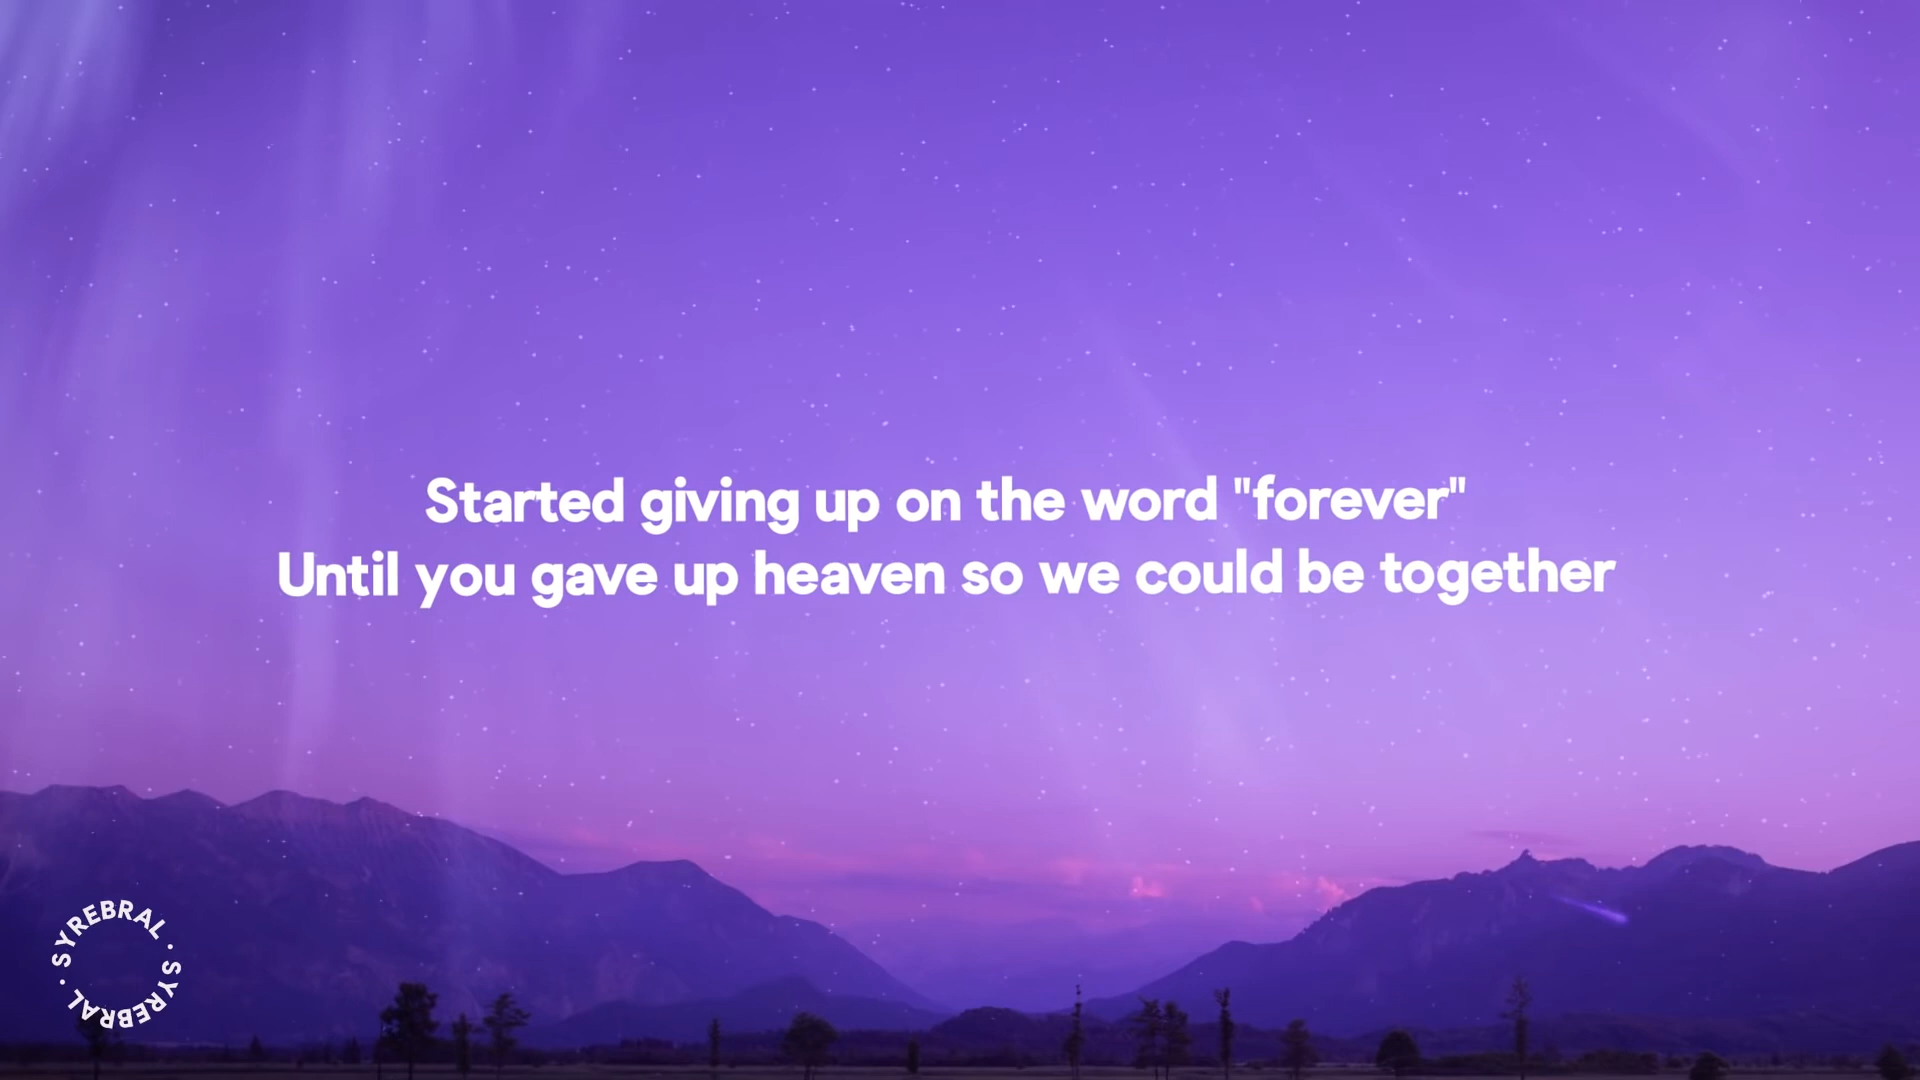 Started giving up on the word "forever"
Until you gave up heaven so we could be together
SYREBRAL · SYREBRAL ·